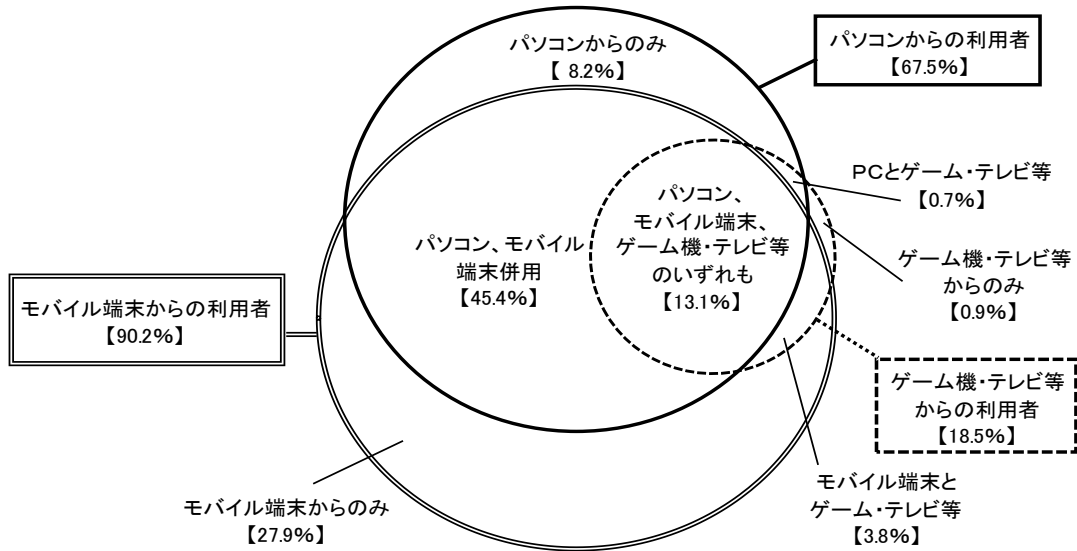 パソコンからのみ
【 8.2%】
パソコンからの利用者
【67.5%】
PCとゲーム・テレビ等
【0.7%】
パソコン、
モバイル端末、
ゲーム機・テレビ等
のいずれも
【13.1%】
パソコン、モバイル
端末併用
【45.4%】
ゲーム機・テレビ等
からのみ
【0.9%】
モバイル端末からの利用者
【90.2%】
ゲーム機・テレビ等
からの利用者
【18.5%】
モバイル端末からのみ
【27.9%】
モバイル端末と
ゲーム・テレビ等
【3.8%】